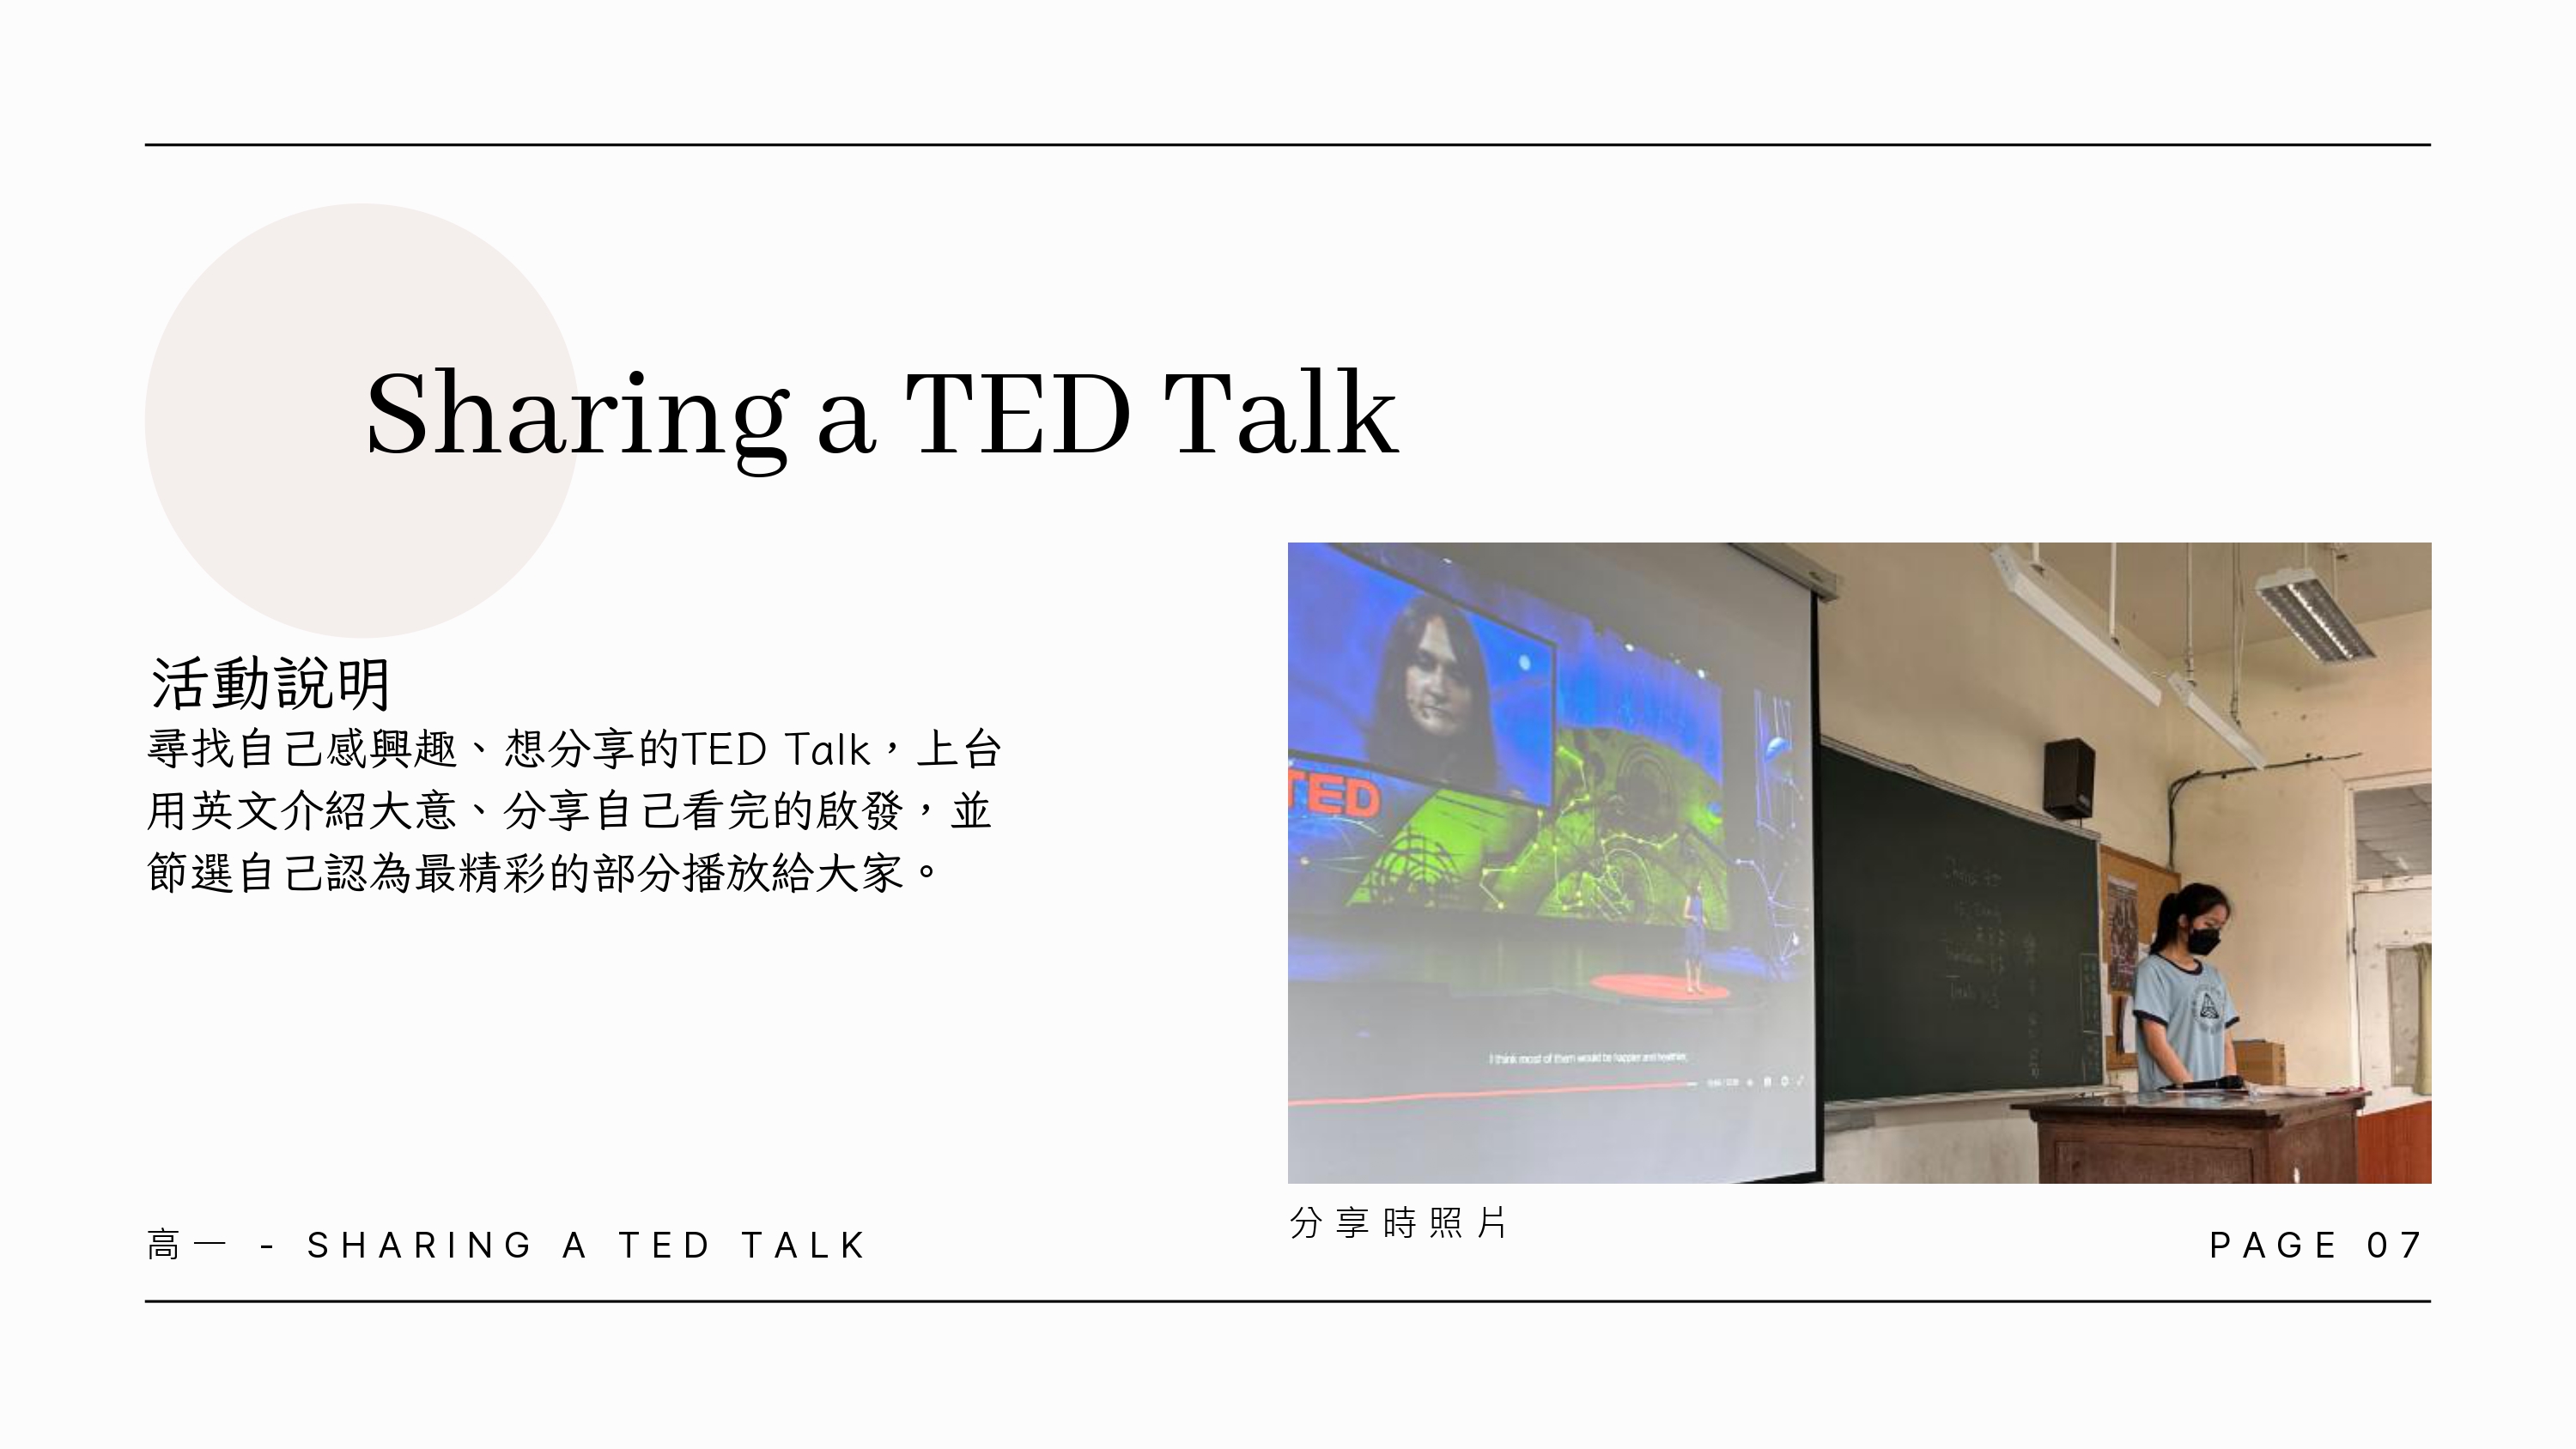 Sharing a TED Talk
活動說明
尋找自己感興趣、想分享的TED Talk，上台
用英文介紹大意、分享自己看完的啟發，並
節選自己認為最精彩的部分播放給大家。
TED
I think most of them would be happier and healthier,
分享時照片
高一 - SHARING A TED TALK
PAGE 07